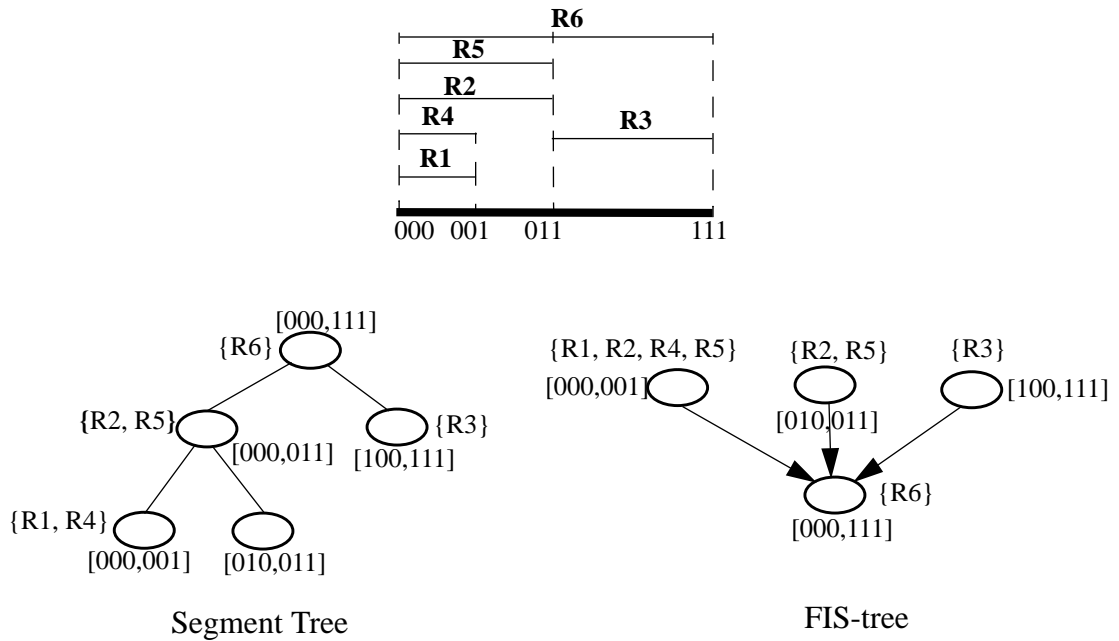 R6
R5
R2
R4
R3
R1
000 001 011 111
[000,111]
{R6}
{R2, R5}
[000,011]
{R3}
[100,111]
{R1, R4}
[000,001]
[010,011]
Segment Tree
{R1, R2, R4, R5}
[000,001]
{R2, R5}
[010,011]
{R3}
[100,111]
{R6}
[000,111]
FIS-tree